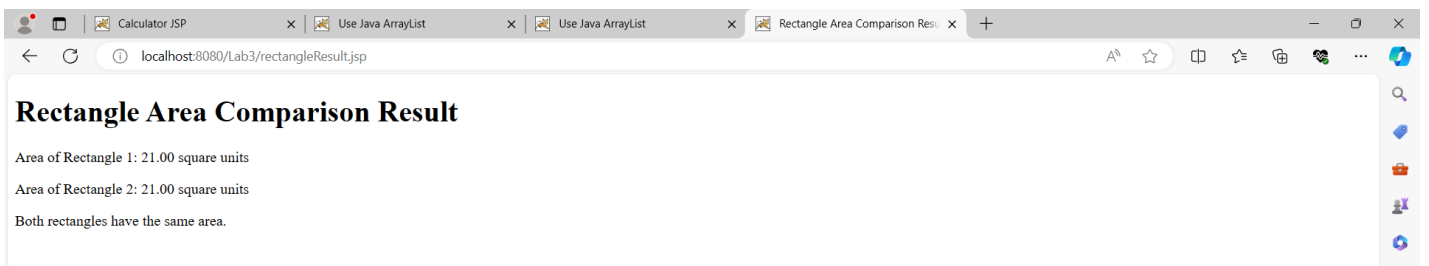 Calculator JSP
Use Java ArrayList
Use Java ArrayList
Rectangle Area Comparison Resu
localhost:8080/Lab3/rectangleResult.jsp
Rectangle Area Comparison Result
Area of Rectangle 1: 21.00 square units
Area of Rectangle 2: 21.00 square units
Both rectangles have the same area.